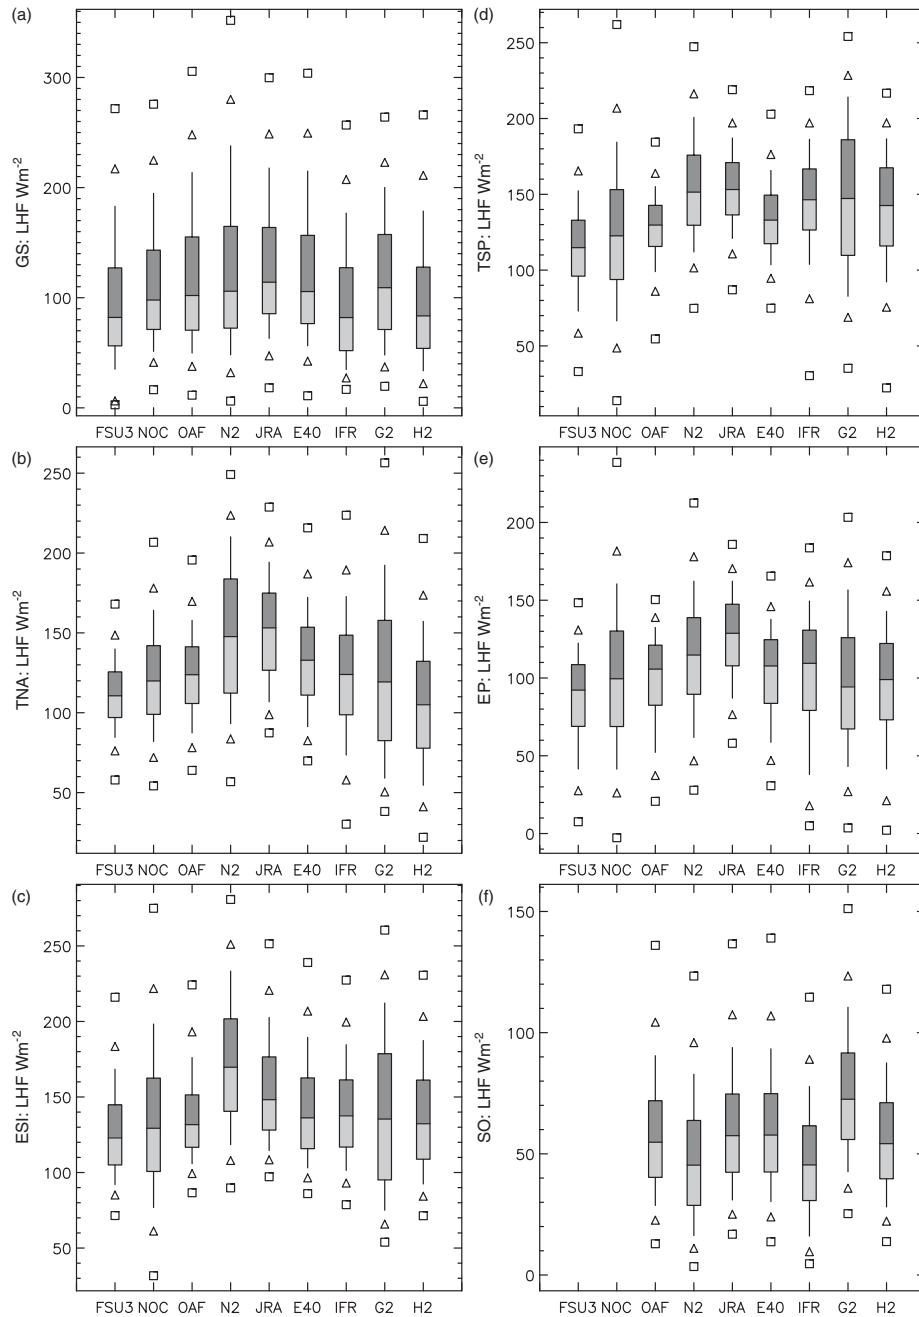 (a)
GS: LHF Wm-2
300
200
100
0
FSU3 NOC OAF N2 JRA E40 IFR G2 H2
(b)
TNA: LHF Wm-2
250
200
150
100
50
FSU3 NOC OAF N2 JRA E40 IFR G2 H2
(c)
ESI: LHF Wm-2
250
200
150
100
50
FSU3 NOC OAF N2 JRA E40 IFR G2 H2
(d)
TSP: LHF Wm-2
250
200
150
100
50
FSU3 NOC OAF N2 JRA E40 IFR G2 H2
(e)
EP: LHF Wm-2
200
150
100
50
0
FSU3 NOC OAF N2 JRA E40 IFR G2 H2
(f)
SO: LHF Wm-2
150
100
50
0
FSU3 NOC OAF N2 JRA E40 IFR G2 H2